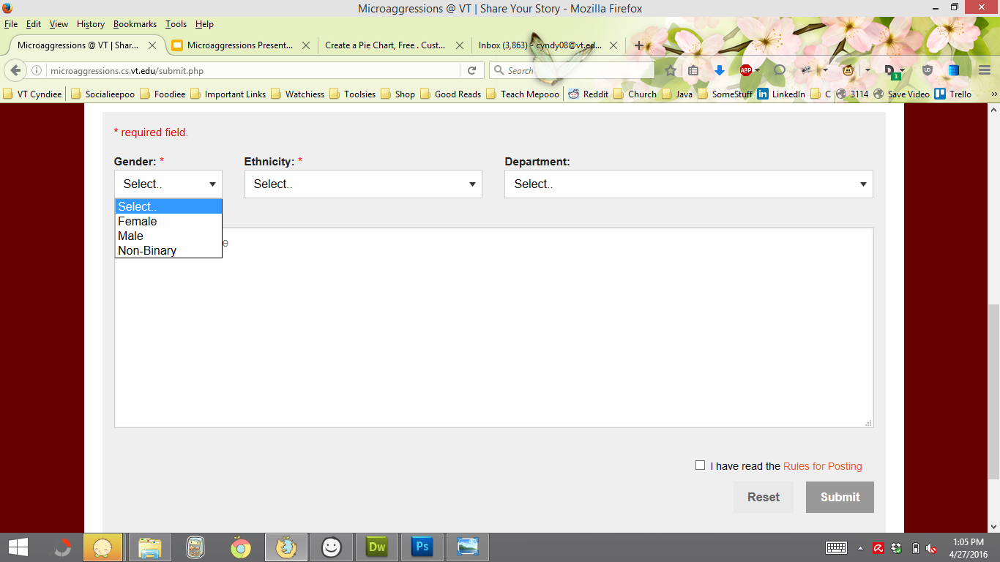 Microaggressions @ VT | Share Your Story - Mozilla Firefox
File Edit View History Bookmarks Tools Help
Microaggressions @ VT | Shar... Microaggressions Present... Create a Pie Chart, Free . Cust... Inbox (3,863) - cyndy08@vt.ed...
microaggressions.cs.vt.edu/submit.php Search ABP 1 UD
VT Cyndiee Socialieepoo Foodiee Important Links Watchiess Toolsies Shop Good Reads Teach Mepooo Reddit Church Java SomeStuff LinkedIn C 3114 Save Video Trello
* required field.
Gender: * Ethnicity: * Department:
Select.. Select.. Select..
Select..
Female
Male
Non-Binary
I have read the Rules for Posting
Reset Submit
Dw Ps
1:05 PM
4/27/2016